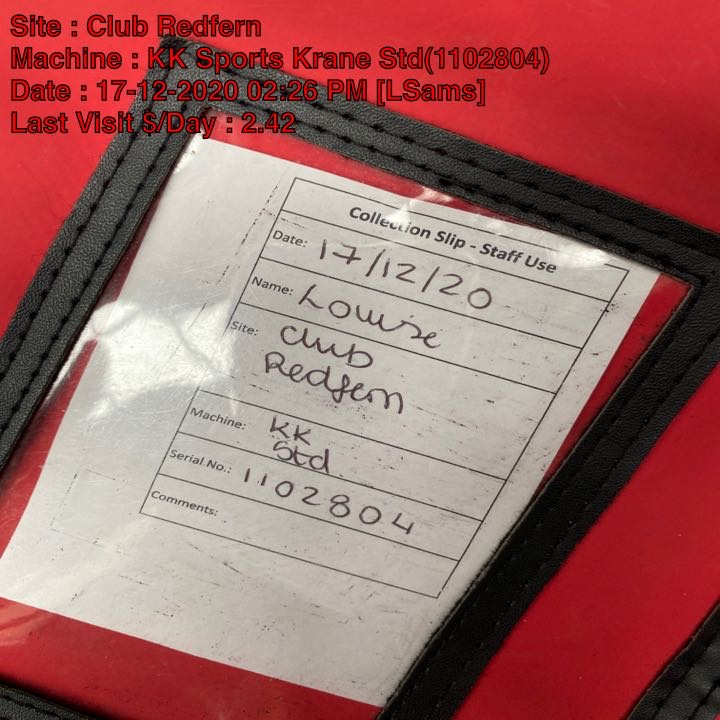 Site : Club Redfern
Machine : KK Sports Krane Std(1102804)
Date : 17-12-2020 02:26 PM [LSams]
Last Visit $/Day : 2.42
Collection Slip - Staff Use
Date: 17/12/20
Name: Louise
Site: Club
Redfern
Machine: KK
Std
Serial No.: 1102804
Comments: